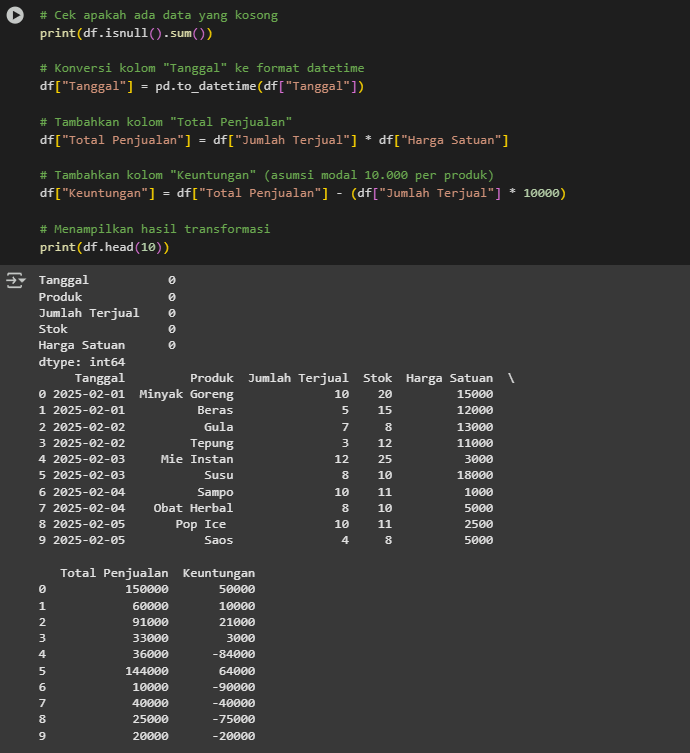 # Cek apakah ada data yang kosong
print(df.isnull().sum())
# Konversi kolom "Tanggal" ke format datetime
df["Tanggal"] = pd.to_datetime(df["Tanggal"])
# Tambahkan kolom "Total Penjualan"
df["Total Penjualan"] = df["Jumlah Terjual"] * df["Harga Satuan"]
# Tambahkan kolom "Keuntungan" (asumsi modal 10.000 per produk)
df["Keuntungan"] = df["Total Penjualan"] - (df["Jumlah Terjual"] * 10000)
# Menampilkan hasil transformasi
print(df.head(10))
Tanggal 0
Produk 0
Jumlah Terjual 0
Stok 0
Harga Satuan 0
dtype: int64
Tanggal Produk Jumlah Terjual Stok Harga Satuan \
0 2025-02-01 Minyak Goreng 10 20 15000
1 2025-02-01 Beras 5 15 12000
2 2025-02-02 Gula 7 8 13000
3 2025-02-02 Tepung 3 12 11000
4 2025-02-03 Mie Instan 12 25 3000
5 2025-02-03 Susu 8 10 18000
6 2025-02-04 Sampo 10 11 1000
7 2025-02-04 Obat Herbal 8 10 5000
8 2025-02-05 Pop Ice 10 11 2500
9 2025-02-05 Saos 4 8 5000
Total Penjualan Keuntungan
0 150000 50000
1 60000 10000
2 91000 21000
3 33000 3000
4 36000 -84000
5 144000 64000
6 10000 -90000
7 40000 -40000
8 25000 -75000
9 20000 -20000